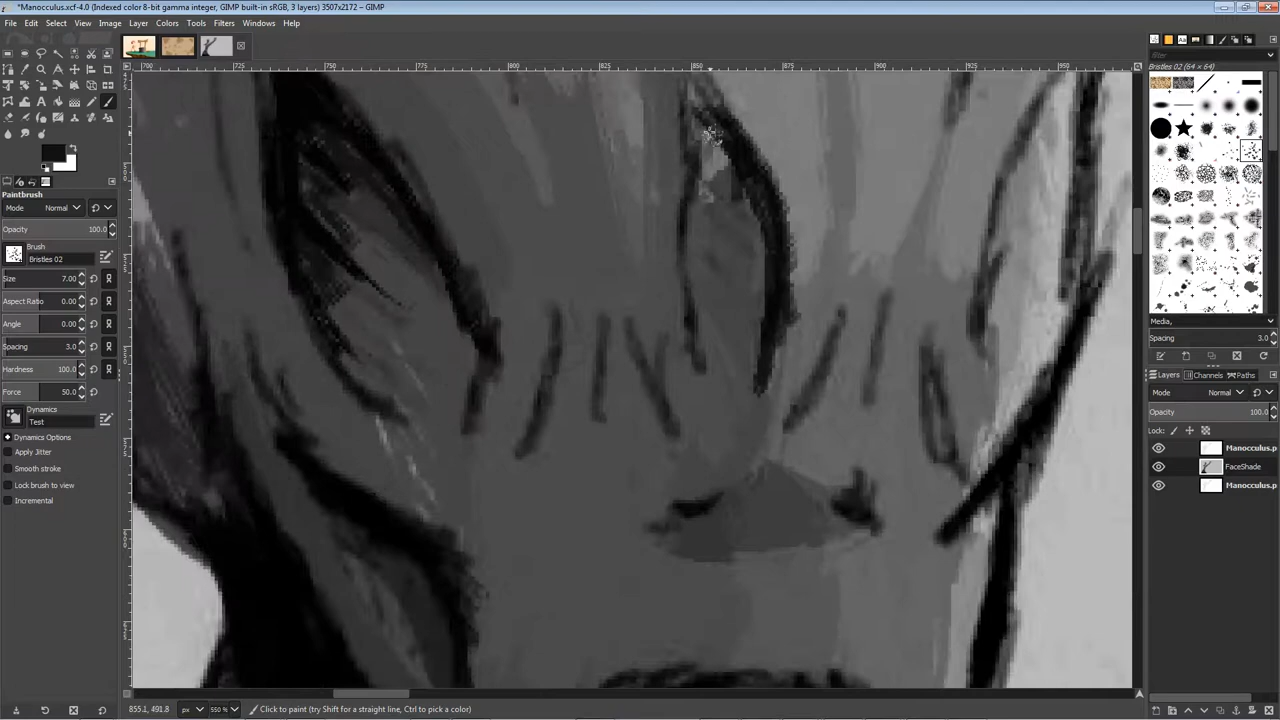 *Manocculus.xcf-4.0 (Indexed color 8-bit gamma integer, GIMP built-in sRGB, 3 layers) 3507x2172 – GIMP
File Edit Select View Image Layer Colors Tools Filters Windows Help
700 725 750 775 800 825 850 875 900 925 950
Paintbrush
Mode Normal
Opacity 100.0
Brush
Bristles 02
Size 7.00
Aspect Ratio 0.00
Angle 0.00
Spacing 3.0
Hardness 100.0
Force 50.0
Dynamics
Test
Dynamics Options
Apply Jitter
Smooth stroke
Lock brush to view
Incremental
855.1, 491.8 px 550 % Click to paint (try Shift for a straight line, Ctrl to pick a color)
filter
Bristles 02 (64 × 64)
Media,
Spacing 3.0
Layers Channels Paths
Mode Normal
Opacity 100.0
Lock:
Manocculus.p
FaceShade
Manocculus.p